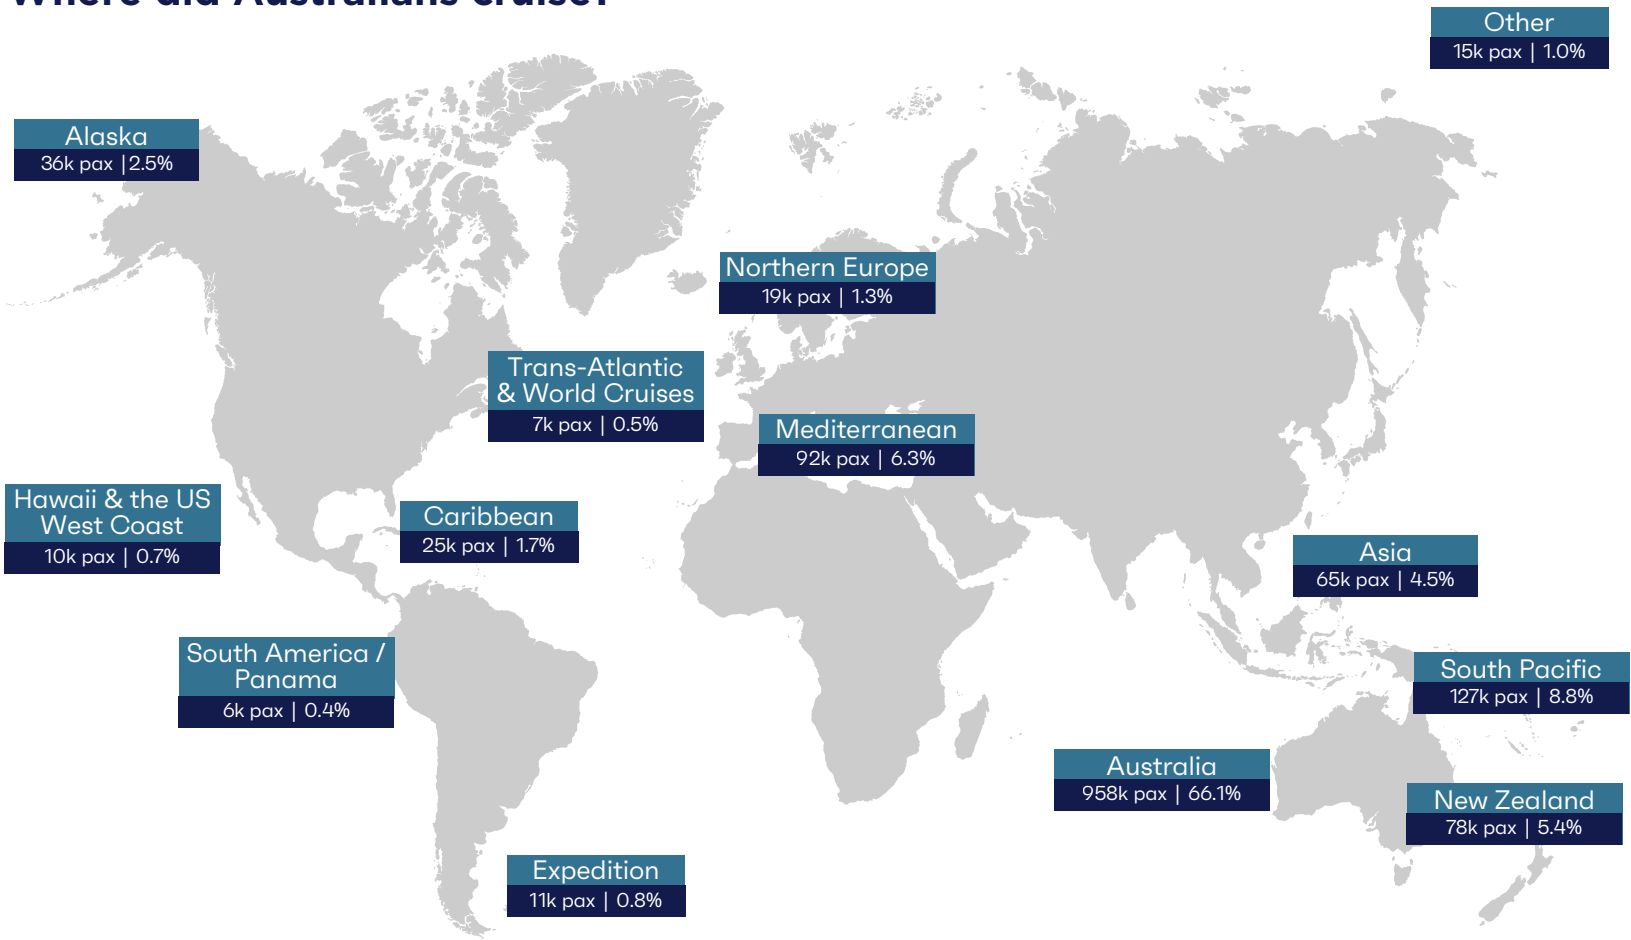 Where did Australians cruise?
Other
15k pax | 1.0%
Alaska
36k pax |2.5%
Northern Europe
19k pax | 1.3%
Trans-Atlantic
& World Cruises
7k pax | 0.5%
Mediterranean
92k pax | 6.3%
Hawaii & the US
West Coast
10k pax | 0.7%
Caribbean
25k pax | 1.7%
Asia
65k pax | 4.5%
South America /
Panama
6k pax | 0.4%
South Pacific
127k pax | 8.8%
Australia
958k pax | 66.1%
New Zealand
78k pax | 5.4%
Expedition
11k pax | 0.8%